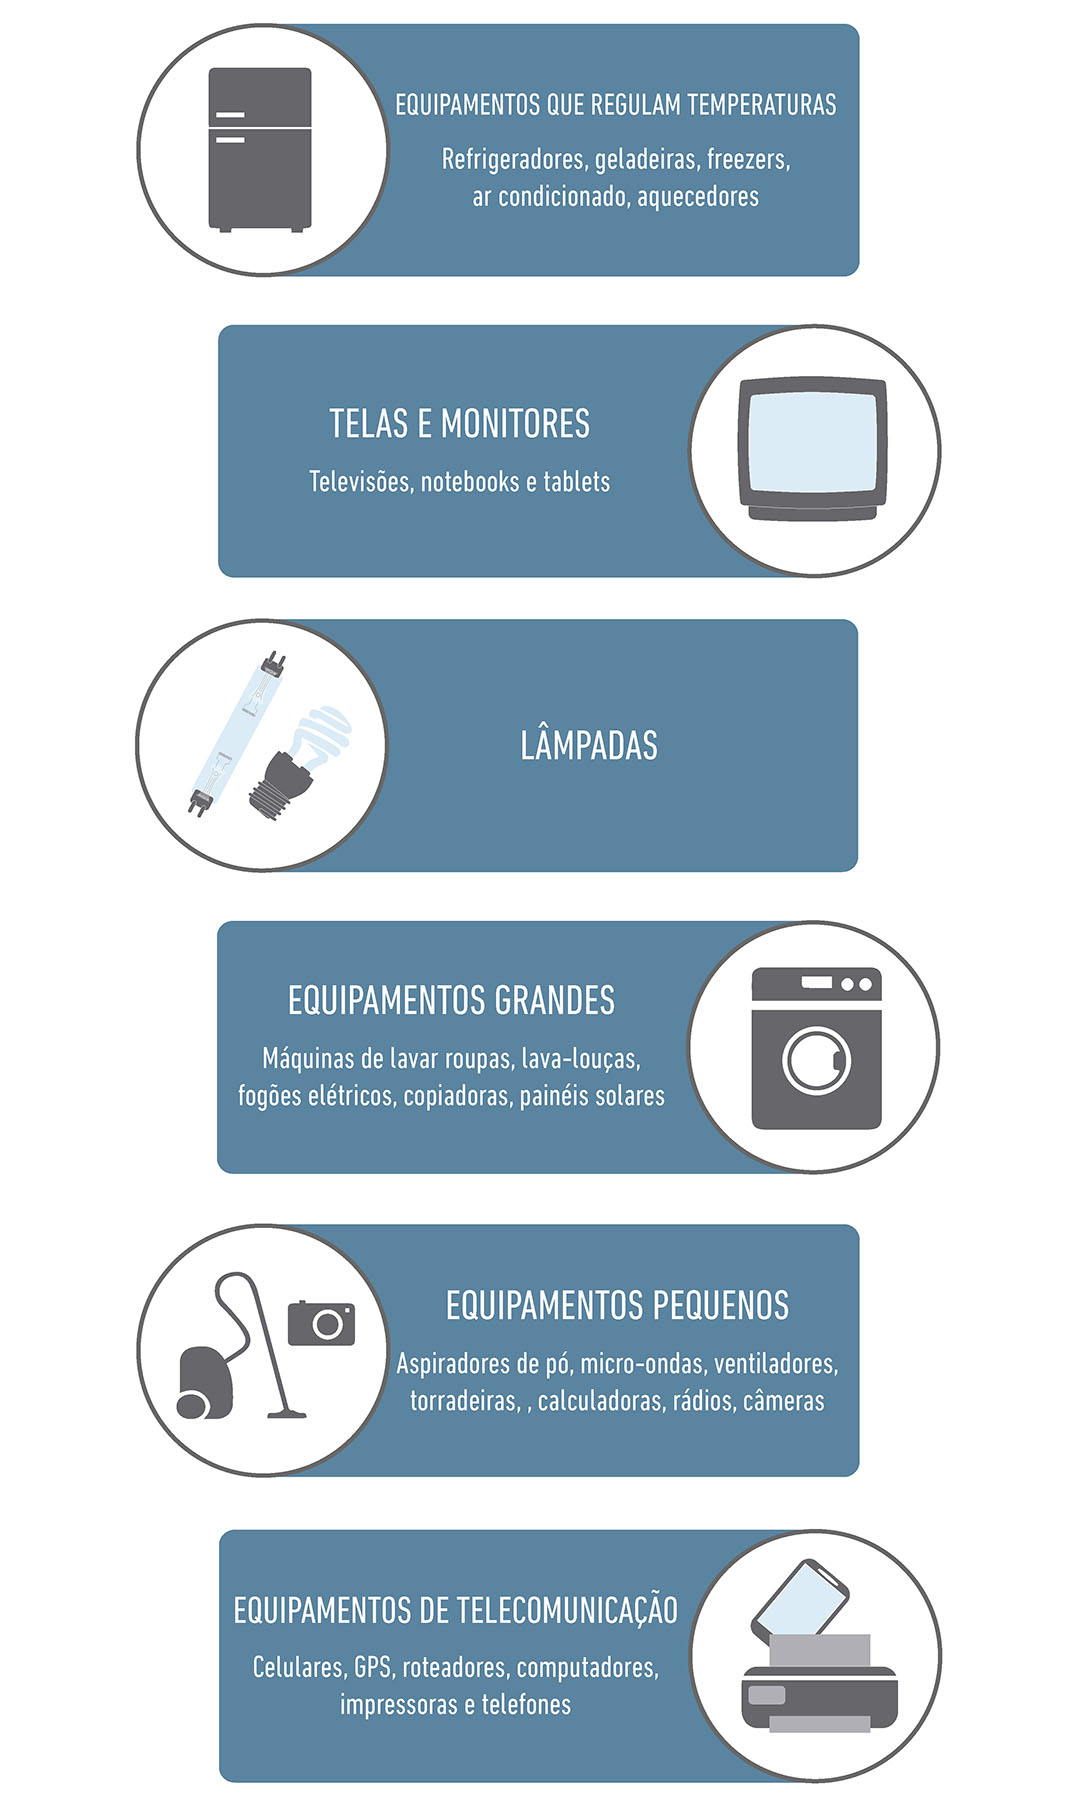 EQUIPAMENTOS QUE REGULAM TEMPERATURAS
Refrigeradores, geladeiras, freezers,
ar condicionado, aquecedores
TELAS E MONITORES
Televisões, notebooks e tablets
LÂMPADAS
EQUIPAMENTOS GRANDES
Máquinas de lavar roupas, lava-louças,
fogões elétricos, copiadoras, painéis solares
EQUIPAMENTOS PEQUENOS
Aspiradores de pó, micro-ondas, ventiladores,
torradeiras, , calculadoras, rádios, câmeras
EQUIPAMENTOS DE TELECOMUNICAÇÃO
Celulares, GPS, roteadores, computadores,
impressoras e telefones